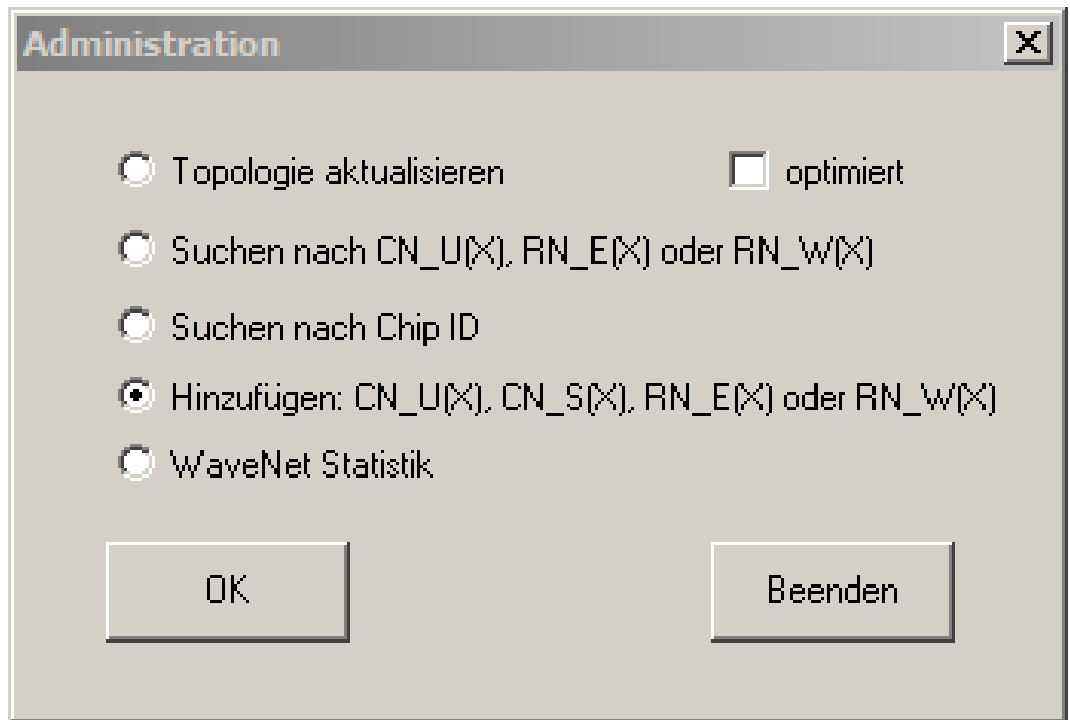 Administration
Topologie aktualisieren optimiert
Suchen nach CN_U(X), RN_E(X) oder RN_W(X)
Suchen nach Chip ID
Hinzufügen: CN_U(X), CN_S(X), RN_E(X) oder RN_W(X)
WaveNet Statistik
OK Beenden